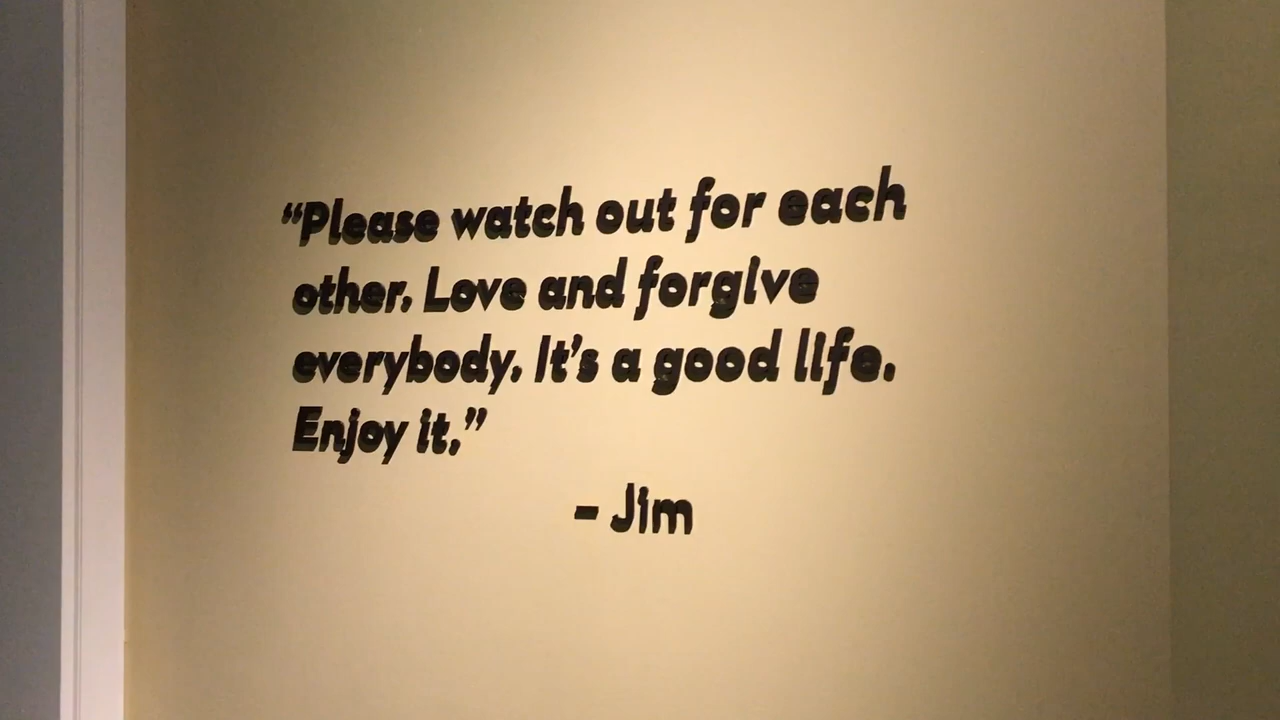 “Please watch out for each
other. Love and forgive
everybody. It’s a good life.
Enjoy it.”
– Jim